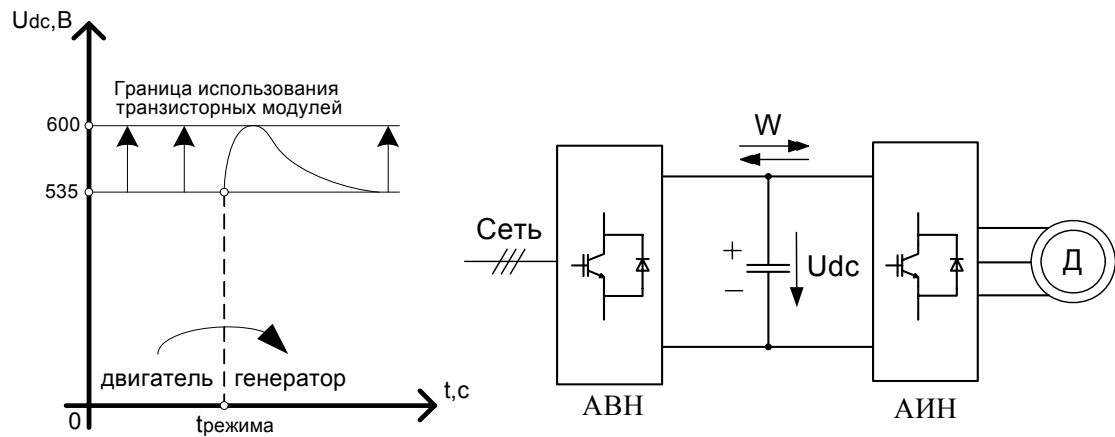 Udc,В
Граница использования
транзисторных модулей
600
535
двигатель
генератор
0
tрежима
t,с
Сеть
АВН
W
+
−
Udc
АИН
Д